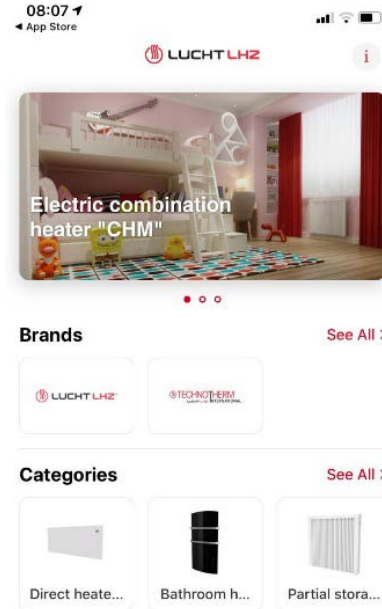 08:07
App Store
LUCHT LHZ
i
Electric combination
heater "CHM"
Brands
See All
LUCHT LHZ
TECHNOTHERM
INTERNATIONAL
Categories
See All
Direct heate...
Bathroom h...
Partial stora...